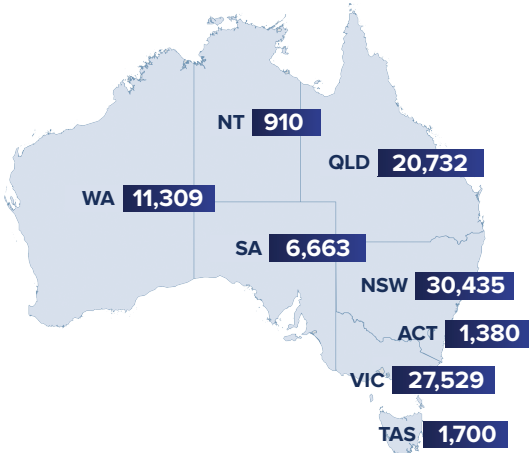 NT 910
QLD 20,732
WA 11,309
SA 6,663
NSW 30,435
ACT 1,380
VIC 27,529
TAS 1,700